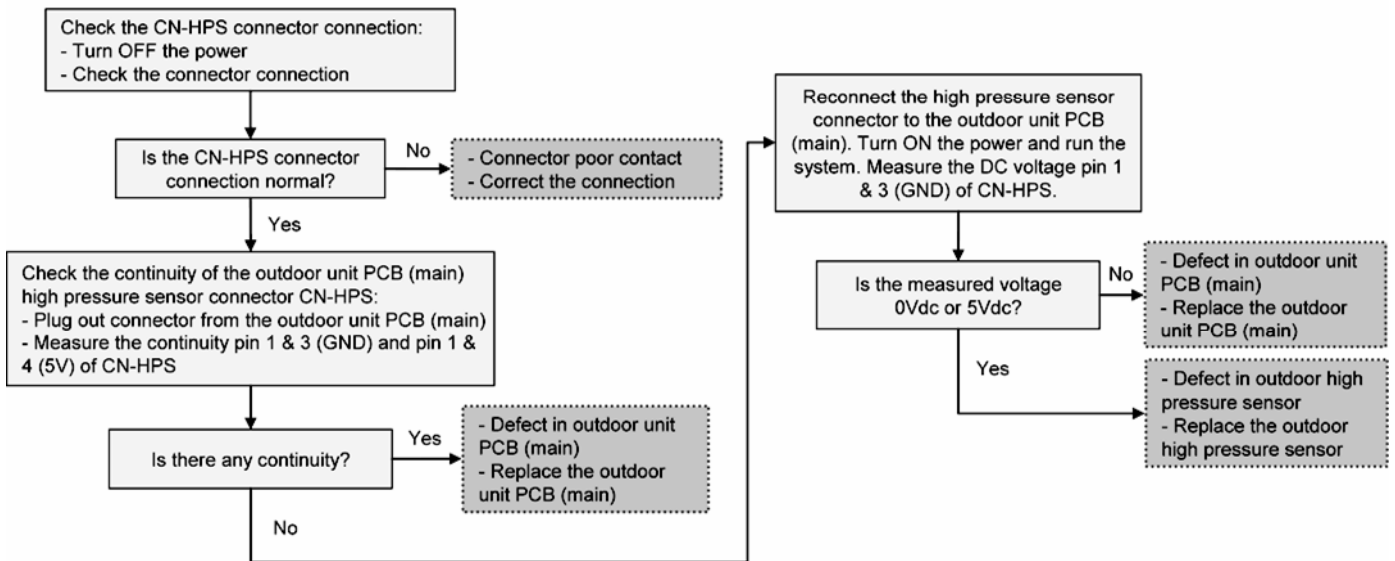 Check the CN-HPS connector connection:
- Turn OFF the power
- Check the connector connection
Is the CN-HPS connector
connection normal?
No
- Connector poor contact
- Correct the connection
Yes
Check the continuity of the outdoor unit PCB (main)
high pressure sensor connector CN-HPS:
- Plug out connector from the outdoor unit PCB (main)
- Measure the continuity pin 1 & 3 (GND) and pin 1 &
4 (5V) of CN-HPS
Is there any continuity?
Yes
- Defect in outdoor unit
PCB (main)
- Replace the outdoor
unit PCB (main)
No
Reconnect the high pressure sensor
connector to the outdoor unit PCB
(main). Turn ON the power and run the
system. Measure the DC voltage pin 1
& 3 (GND) of CN-HPS.
Is the measured voltage
0Vdc or 5Vdc?
No
- Defect in outdoor unit
PCB (main)
- Replace the outdoor
unit PCB (main)
Yes
- Defect in outdoor high
pressure sensor
- Replace the outdoor
high pressure sensor